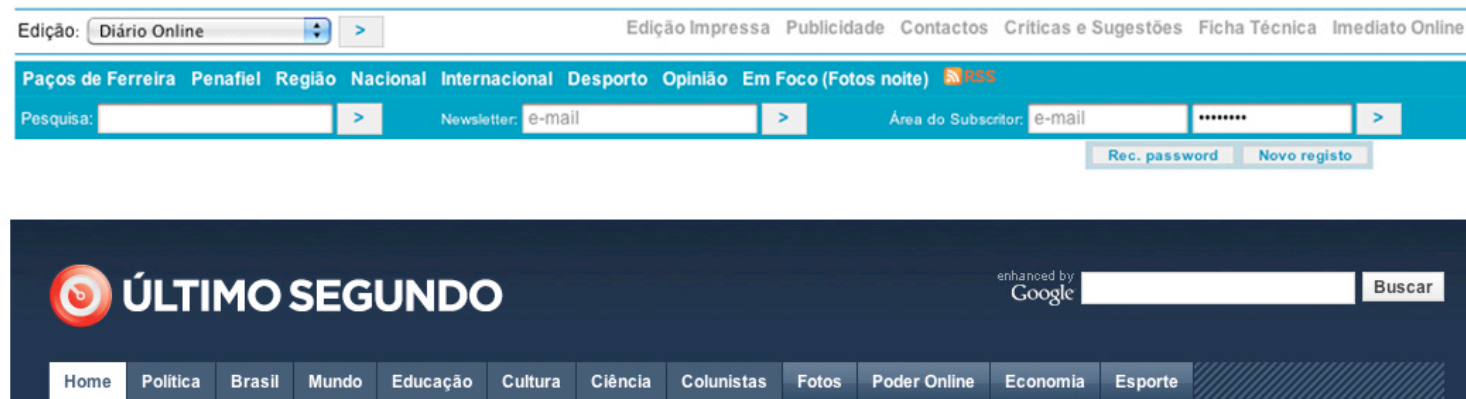 Edição: Diário Online > Edição Impressa Publicidade Contactos Críticas e Sugestões Ficha Técnica Imediato Online
Paços de Ferreira Penafiel Região Nacional Internacional Desporto Opinião Em Foco (Fotos noite) RSS
Pesquisa: > Newsletter: e-mail > Área do Subscritor: e-mail •••••••• >
Rec. password Novo registo
ÚLTIMO SEGUNDO enhanced by Google Buscar
Home Política Brasil Mundo Educação Cultura Ciência Colunistas Fotos Poder Online Economia Esporte